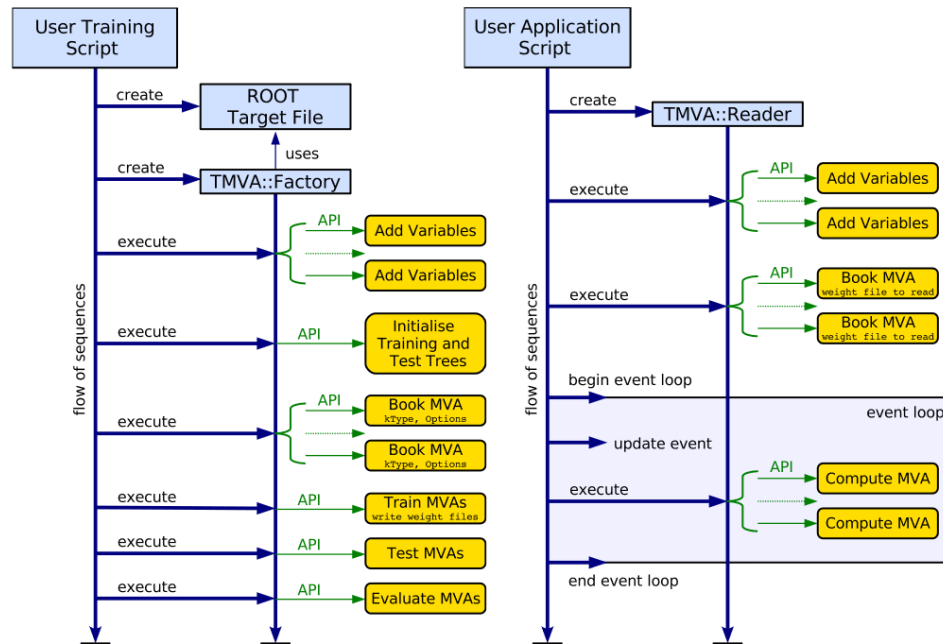 User Training
Script
create
ROOT
Target File
uses
create
TMVA::Factory
execute
API
Add Variables
Add Variables
execute
API
Initialise
Training and
Test Trees
flow of sequences
execute
API
Book MVA
kType, Options
Book MVA
kType, Options
execute
API
Train MVAs
write weight files
execute
API
Test MVAs
execute
API
Evaluate MVAs
User Application
Script
create
TMVA::Reader
execute
API
Add Variables
Add Variables
execute
API
Book MVA
weight file to read
Book MVA
weight file to read
flow of sequences
begin event loop
event loop
update event
execute
API
Compute MVA
Compute MVA
end event loop